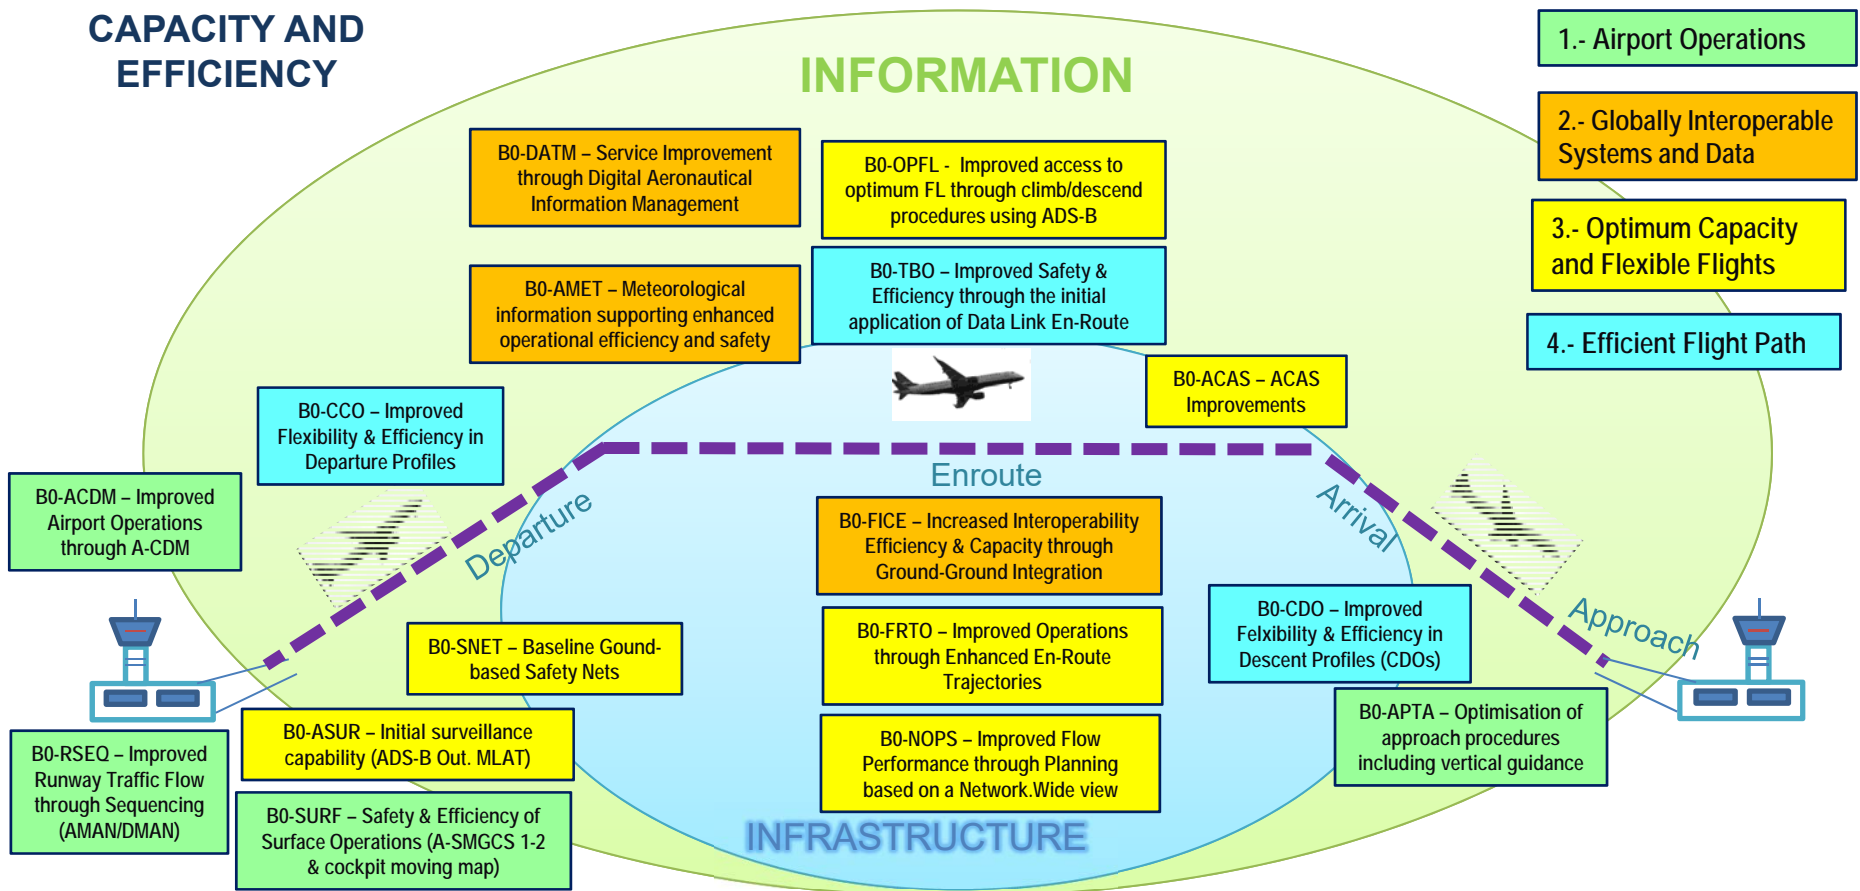 CAPACITY AND
EFFICIENCY
INFORMATION
1.- Airport Operations
2.- Globally Interoperable
Systems and Data
3.- Optimum Capacity
and Flexible Flights
4.- Efficient Flight Path
B0-DATM – Service Improvement
through Digital Aeronautical
Information Management
B0-OPFL - Improved access to
optimum FL through climb/descend
procedures using ADS-B
B0-AMET – Meteorological
information supporting enhanced
operational efficiency and safety
B0-TBO – Improved Safety &
Efficiency through the initial
application of Data Link En-Route
B0-ACAS – ACAS
Improvements
B0-CCO – Improved
Flexibility & Efficiency in
Departure Profiles
B0-ACDM – Improved
Airport Operations
through A-CDM
Departure
Enroute
Arrival
Approach
B0-FICE – Increased Interoperability
Efficiency & Capacity through
Ground-Ground Integration
B0-SNET – Baseline Gound-
based Safety Nets
B0-FRTO – Improved Operations
through Enhanced En-Route
Trajectories
B0-CDO – Improved
Felxibility & Efficiency in
Descent Profiles (CDOs)
B0-ASUR – Initial surveillance
capability (ADS-B Out. MLAT)
B0-NOPS – Improved Flow
Performance through Planning
based on a Network.Wide view
B0-APTA – Optimisation of
approach procedures
including vertical guidance
B0-RSEQ – Improved
Runway Traffic Flow
through Sequencing
(AMAN/DMAN)
B0-SURF – Safety & Efficiency of
Surface Operations (A-SMGCS 1-2
& cockpit moving map)
INFRASTRUCTURE